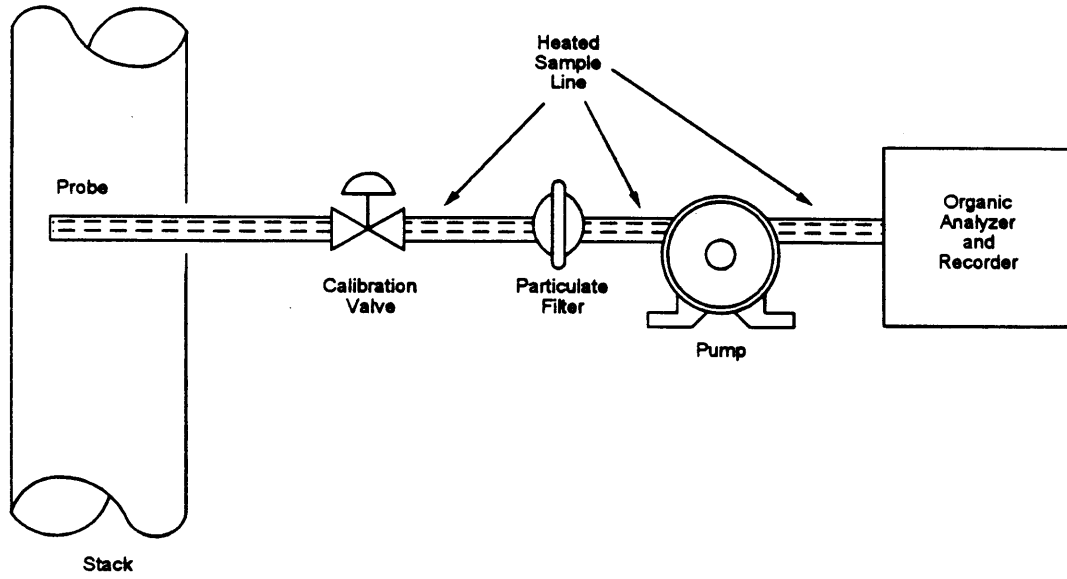 Heated
Sample
Line
Probe
Organic
Analyzer
and
Recorder
Calibration
Valve
Particulate
Filter
Pump
Stack